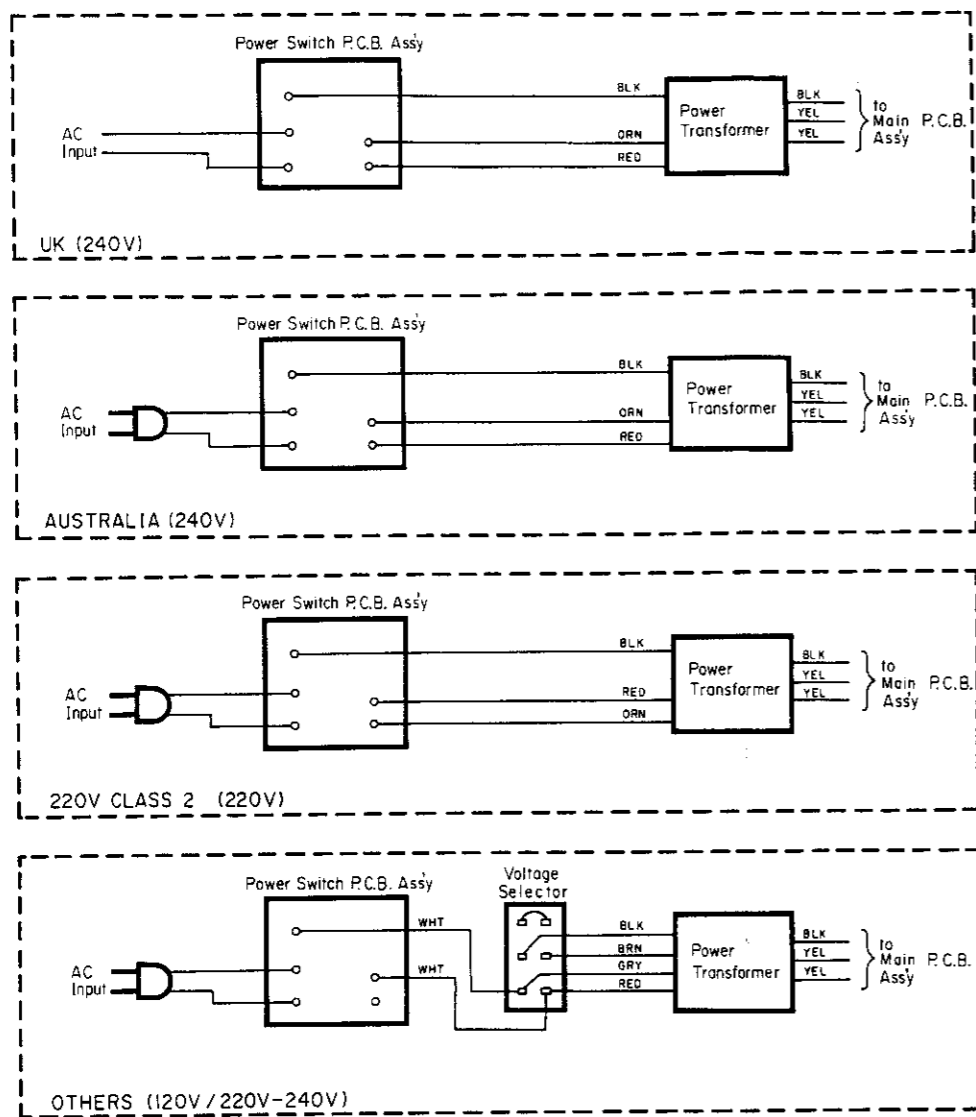 Power Switch P.C.B. Ass'y
AC
Input
BLK
ORN
RED
Power
Transformer
BLK
YEL
YEL
to
Main P.C.B.
Ass'y
UK (240V)
Power Switch P.C.B. Ass'y
AC
Input
BLK
ORN
RED
Power
Transformer
BLK
YEL
YEL
to
Main P.C.B.
Ass'y
AUSTRALIA (240V)
Power Switch P.C.B. Ass'y
AC
Input
BLK
RED
ORN
Power
Transformer
BLK
YEL
YEL
to
Main P.C.B.
Ass'y
220V CLASS 2 (220V)
Power Switch P.C.B. Ass'y
Voltage
Selector
AC
Input
WHT
WHT
BLK
BRN
GRY
RED
Power
Transformer
BLK
YEL
YEL
to
Main P.C.B.
Ass'y
OTHERS (120V/220V-240V)